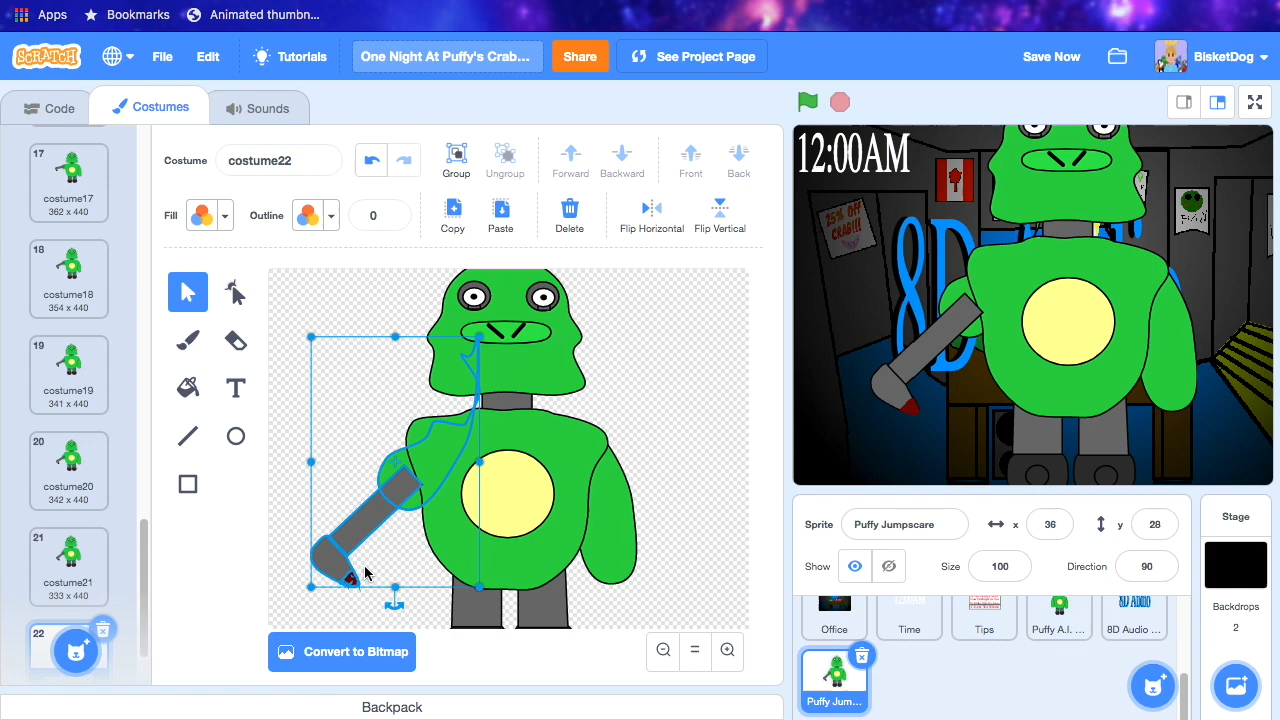 Apps
Bookmarks
Animated thumbn...
SCRATCH
File
Edit
Tutorials
One Night At Puffy's Crab...
Share
See Project Page
Save Now
BisketDog
Code
Costumes
Sounds
17
costume17
362 x 440
18
costume18
354 x 440
19
costume19
341 x 440
20
costume20
342 x 440
21
costume21
333 x 440
22
Costume
costume22
Group
Ungroup
Forward
Backward
Front
Back
Fill
Outline
0
Copy
Paste
Delete
Flip Horizontal
Flip Vertical
T
Convert to Bitmap
=
Backpack
12:00AM
25% OFF
CRAB!!!
8D
Sprite
Puffy Jumpscare
x
36
y
28
Show
Size
100
Direction
90
Stage
Backdrops
2
Office
Time
Tips
Puffy A.I. ...
8D AUDIO
8D Audio ...
Puffy Jum...